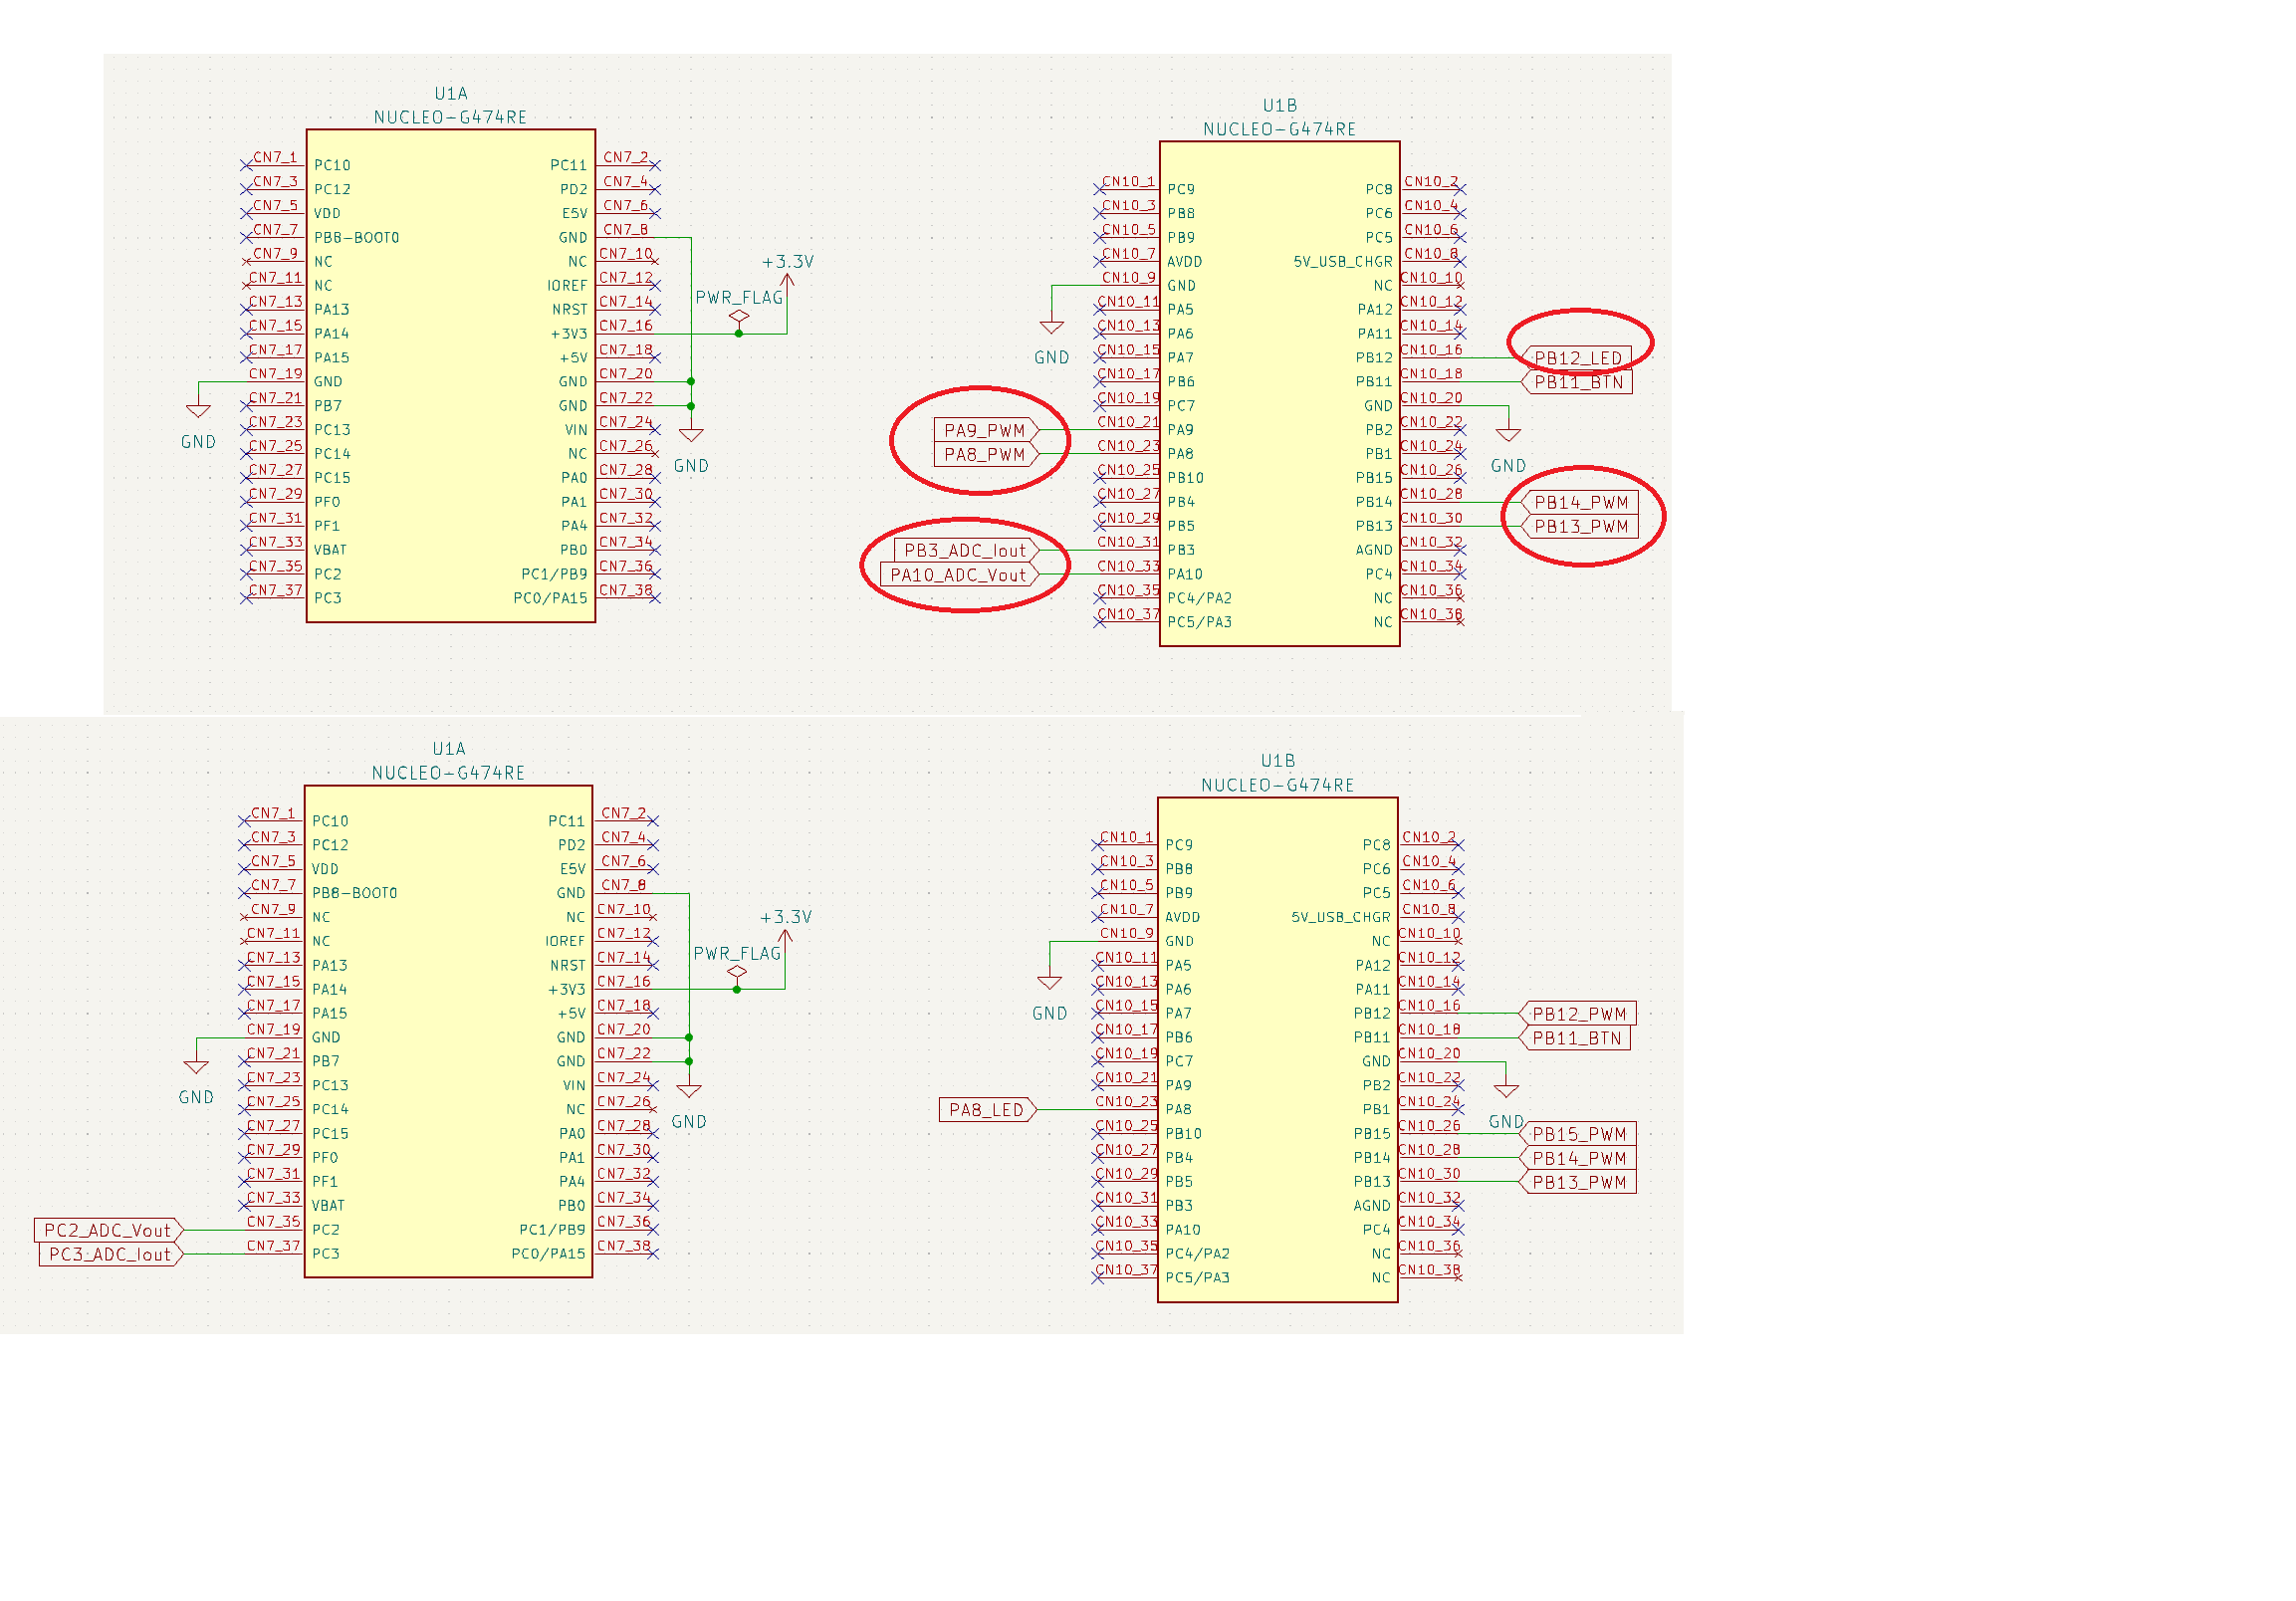 U1A
NUCLEO-G474RE
CN7_1 PC10 PC11 CN7_2
CN7_3 PC12 PD2 CN7_4
CN7_5 VDD E5V CN7_6
CN7_7 PB8-BOOT0 GND CN7_8
CN7_9 NC NC CN7_10
CN7_11 NC IOREF CN7_12
CN7_13 PA13 NRST CN7_14
CN7_15 PA14 +3V3 CN7_16
CN7_17 PA15 +5V CN7_18
CN7_19 GND GND CN7_20
CN7_21 PB7 GND CN7_22
CN7_23 PC13 VIN CN7_24
CN7_25 PC14 NC CN7_26
CN7_27 PC15 PA0 CN7_28
CN7_29 PF0 PA1 CN7_30
CN7_31 PF1 PA4 CN7_32
CN7_33 VBAT PB0 CN7_34
CN7_35 PC2 PC1/PB9 CN7_36
CN7_37 PC3 PC0/PA15 CN7_38
GND
+3.3V
PWR_FLAG
GND
U1B
NUCLEO-G474RE
CN10_1 PC9 PC8 CN10_2
CN10_3 PB8 PC6 CN10_4
CN10_5 PB9 PC5 CN10_6
CN10_7 AVDD 5V_USB_CHGR CN10_8
CN10_9 GND NC CN10_10
CN10_11 PA5 PA12 CN10_12
CN10_13 PA6 PA11 CN10_14
CN10_15 PA7 PB12 CN10_16 PB12_LED
CN10_17 PB6 PB11 CN10_18 PB11_BTN
CN10_19 PC7 GND CN10_20
PA9_PWM CN10_21 PA9 PB2 CN10_22
PA8_PWM CN10_23 PA8 PB1 CN10_24
CN10_25 PB10 PB15 CN10_26
CN10_27 PB4 PB14 CN10_28 PB14_PWM
CN10_29 PB5 PB13 CN10_30 PB13_PWM
PB3_ADC_Iout CN10_31 PB3 AGND CN10_32
PA10_ADC_Vout CN10_33 PA10 PC4 CN10_34
CN10_35 PC4/PA2 NC CN10_36
CN10_37 PC5/PA3 NC CN10_38
GND
GND
U1A
NUCLEO-G474RE
CN7_1 PC10 PC11 CN7_2
CN7_3 PC12 PD2 CN7_4
CN7_5 VDD E5V CN7_6
CN7_7 PB8-BOOT0 GND CN7_8
CN7_9 NC NC CN7_10
CN7_11 NC IOREF CN7_12
CN7_13 PA13 NRST CN7_14
CN7_15 PA14 +3V3 CN7_16
CN7_17 PA15 +5V CN7_18
CN7_19 GND GND CN7_20
CN7_21 PB7 GND CN7_22
CN7_23 PC13 VIN CN7_24
CN7_25 PC14 NC CN7_26
CN7_27 PC15 PA0 CN7_28
CN7_29 PF0 PA1 CN7_30
CN7_31 PF1 PA4 CN7_32
CN7_33 VBAT PB0 CN7_34
PC2_ADC_Vout CN7_35 PC2 PC1/PB9 CN7_36
PC3_ADC_Iout CN7_37 PC3 PC0/PA15 CN7_38
GND
+3.3V
PWR_FLAG
GND
U1B
NUCLEO-G474RE
CN10_1 PC9 PC8 CN10_2
CN10_3 PB8 PC6 CN10_4
CN10_5 PB9 PC5 CN10_6
CN10_7 AVDD 5V_USB_CHGR CN10_8
CN10_9 GND NC CN10_10
CN10_11 PA5 PA12 CN10_12
CN10_13 PA6 PA11 CN10_14
CN10_15 PA7 PB12 CN10_16 PB12_PWM
CN10_17 PB6 PB11 CN10_18 PB11_BTN
CN10_19 PC7 GND CN10_20
CN10_21 PA9 PB2 CN10_22
PA8_LED CN10_23 PA8 PB1 CN10_24
CN10_25 PB10 PB15 CN10_26 PB15_PWM
CN10_27 PB4 PB14 CN10_28 PB14_PWM
CN10_29 PB5 PB13 CN10_30 PB13_PWM
CN10_31 PB3 AGND CN10_32
CN10_33 PA10 PC4 CN10_34
CN10_35 PC4/PA2 NC CN10_36
CN10_37 PC5/PA3 NC CN10_38
GND
GND